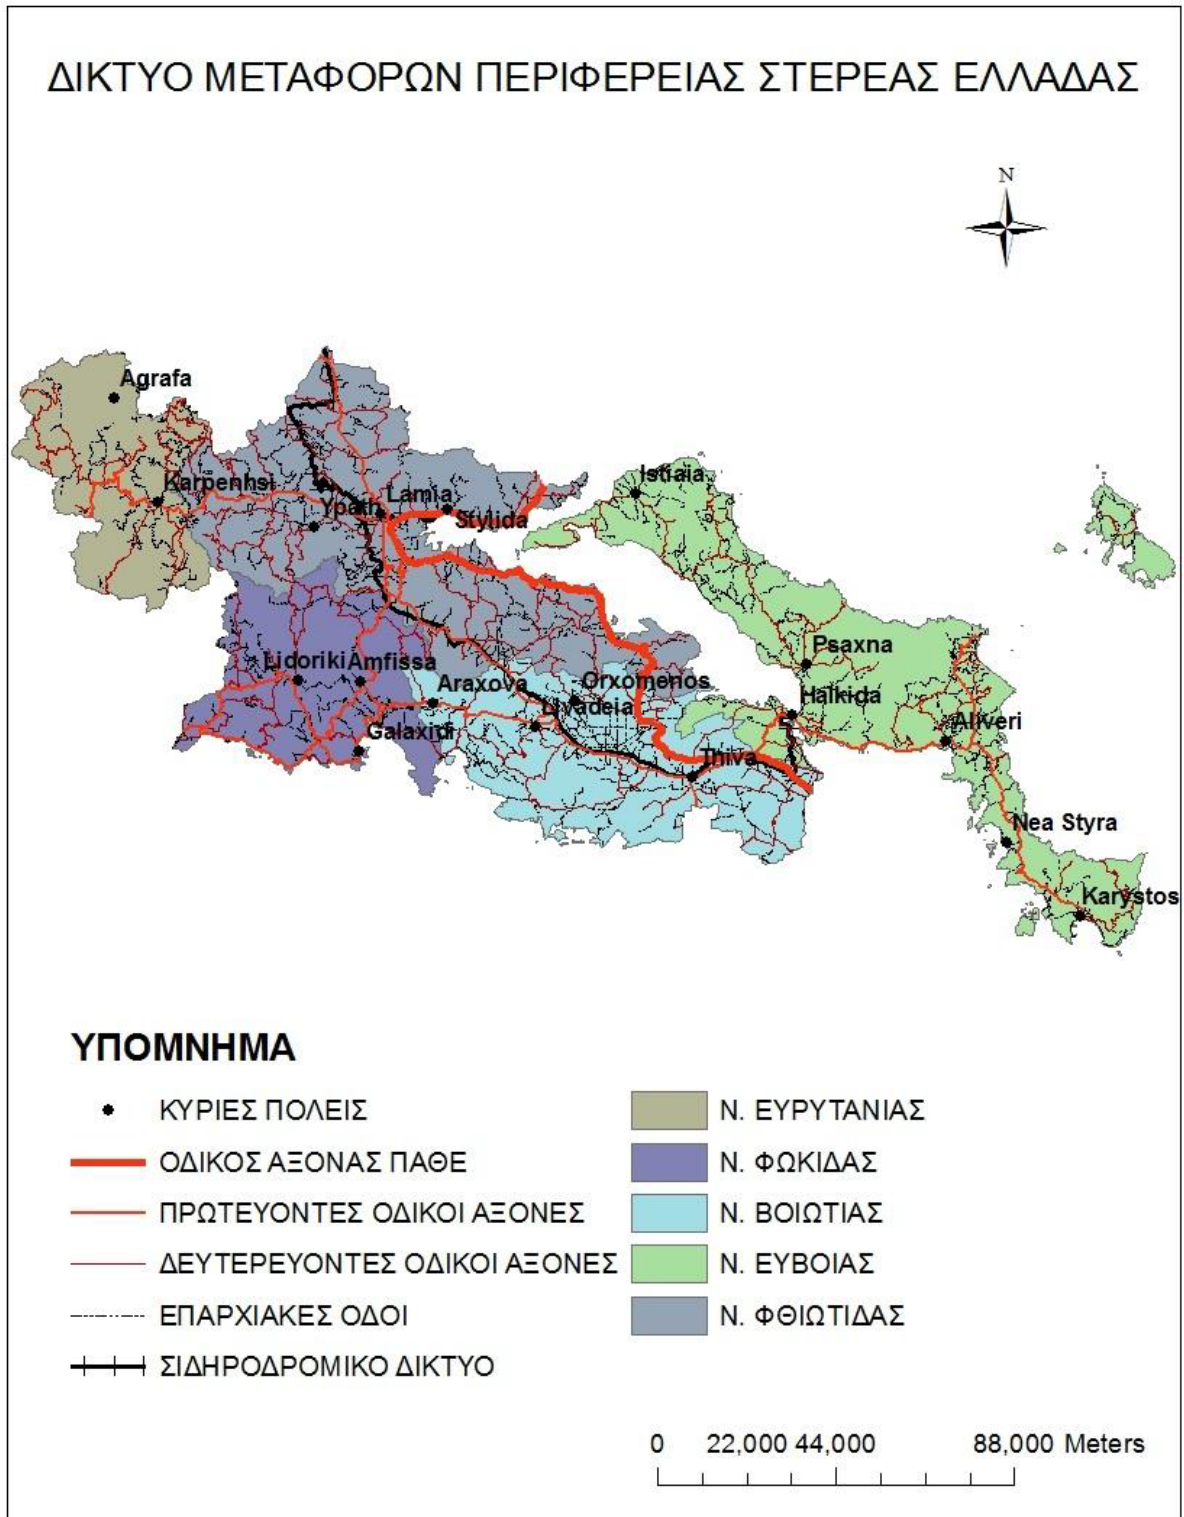 ΔΙΚΤΥΟ ΜΕΤΑΦΟΡΩΝ ΠΕΡΙΦΕΡΕΙΑΣ ΣΤΕΡΕΑΣ ΕΛΛΑΔΑΣ
N
Agrafa
Karpenhsi
Ypath
Lamia
Stylida
Istiaia
Psaxna
Lidoriki
Amfissa
Araxova
Orxomenos
Livadeia
Halkida
Galaxidi
Aliveri
Thiva
Nea Styra
Karystos
ΥΠΟΜΝΗΜΑ
ΚΥΡΙΕΣ ΠΟΛΕΙΣ
ΟΔΙΚΟΣ ΑΞΟΝΑΣ ΠΑΘΕ
ΠΡΩΤΕΥΟΝΤΕΣ ΟΔΙΚΟΙ ΑΞΟΝΕΣ
ΔΕΥΤΕΡΕΥΟΝΤΕΣ ΟΔΙΚΟΙ ΑΞΟΝΕΣ
ΕΠΑΡΧΙΑΚΕΣ ΟΔΟΙ
ΣΙΔΗΡΟΔΡΟΜΙΚΟ ΔΙΚΤΥΟ
Ν. ΕΥΡΥΤΑΝΙΑΣ
Ν. ΦΩΚΙΔΑΣ
Ν. ΒΟΙΩΤΙΑΣ
Ν. ΕΥΒΟΙΑΣ
Ν. ΦΘΙΩΤΙΔΑΣ
0 22,000 44,000 88,000 Meters